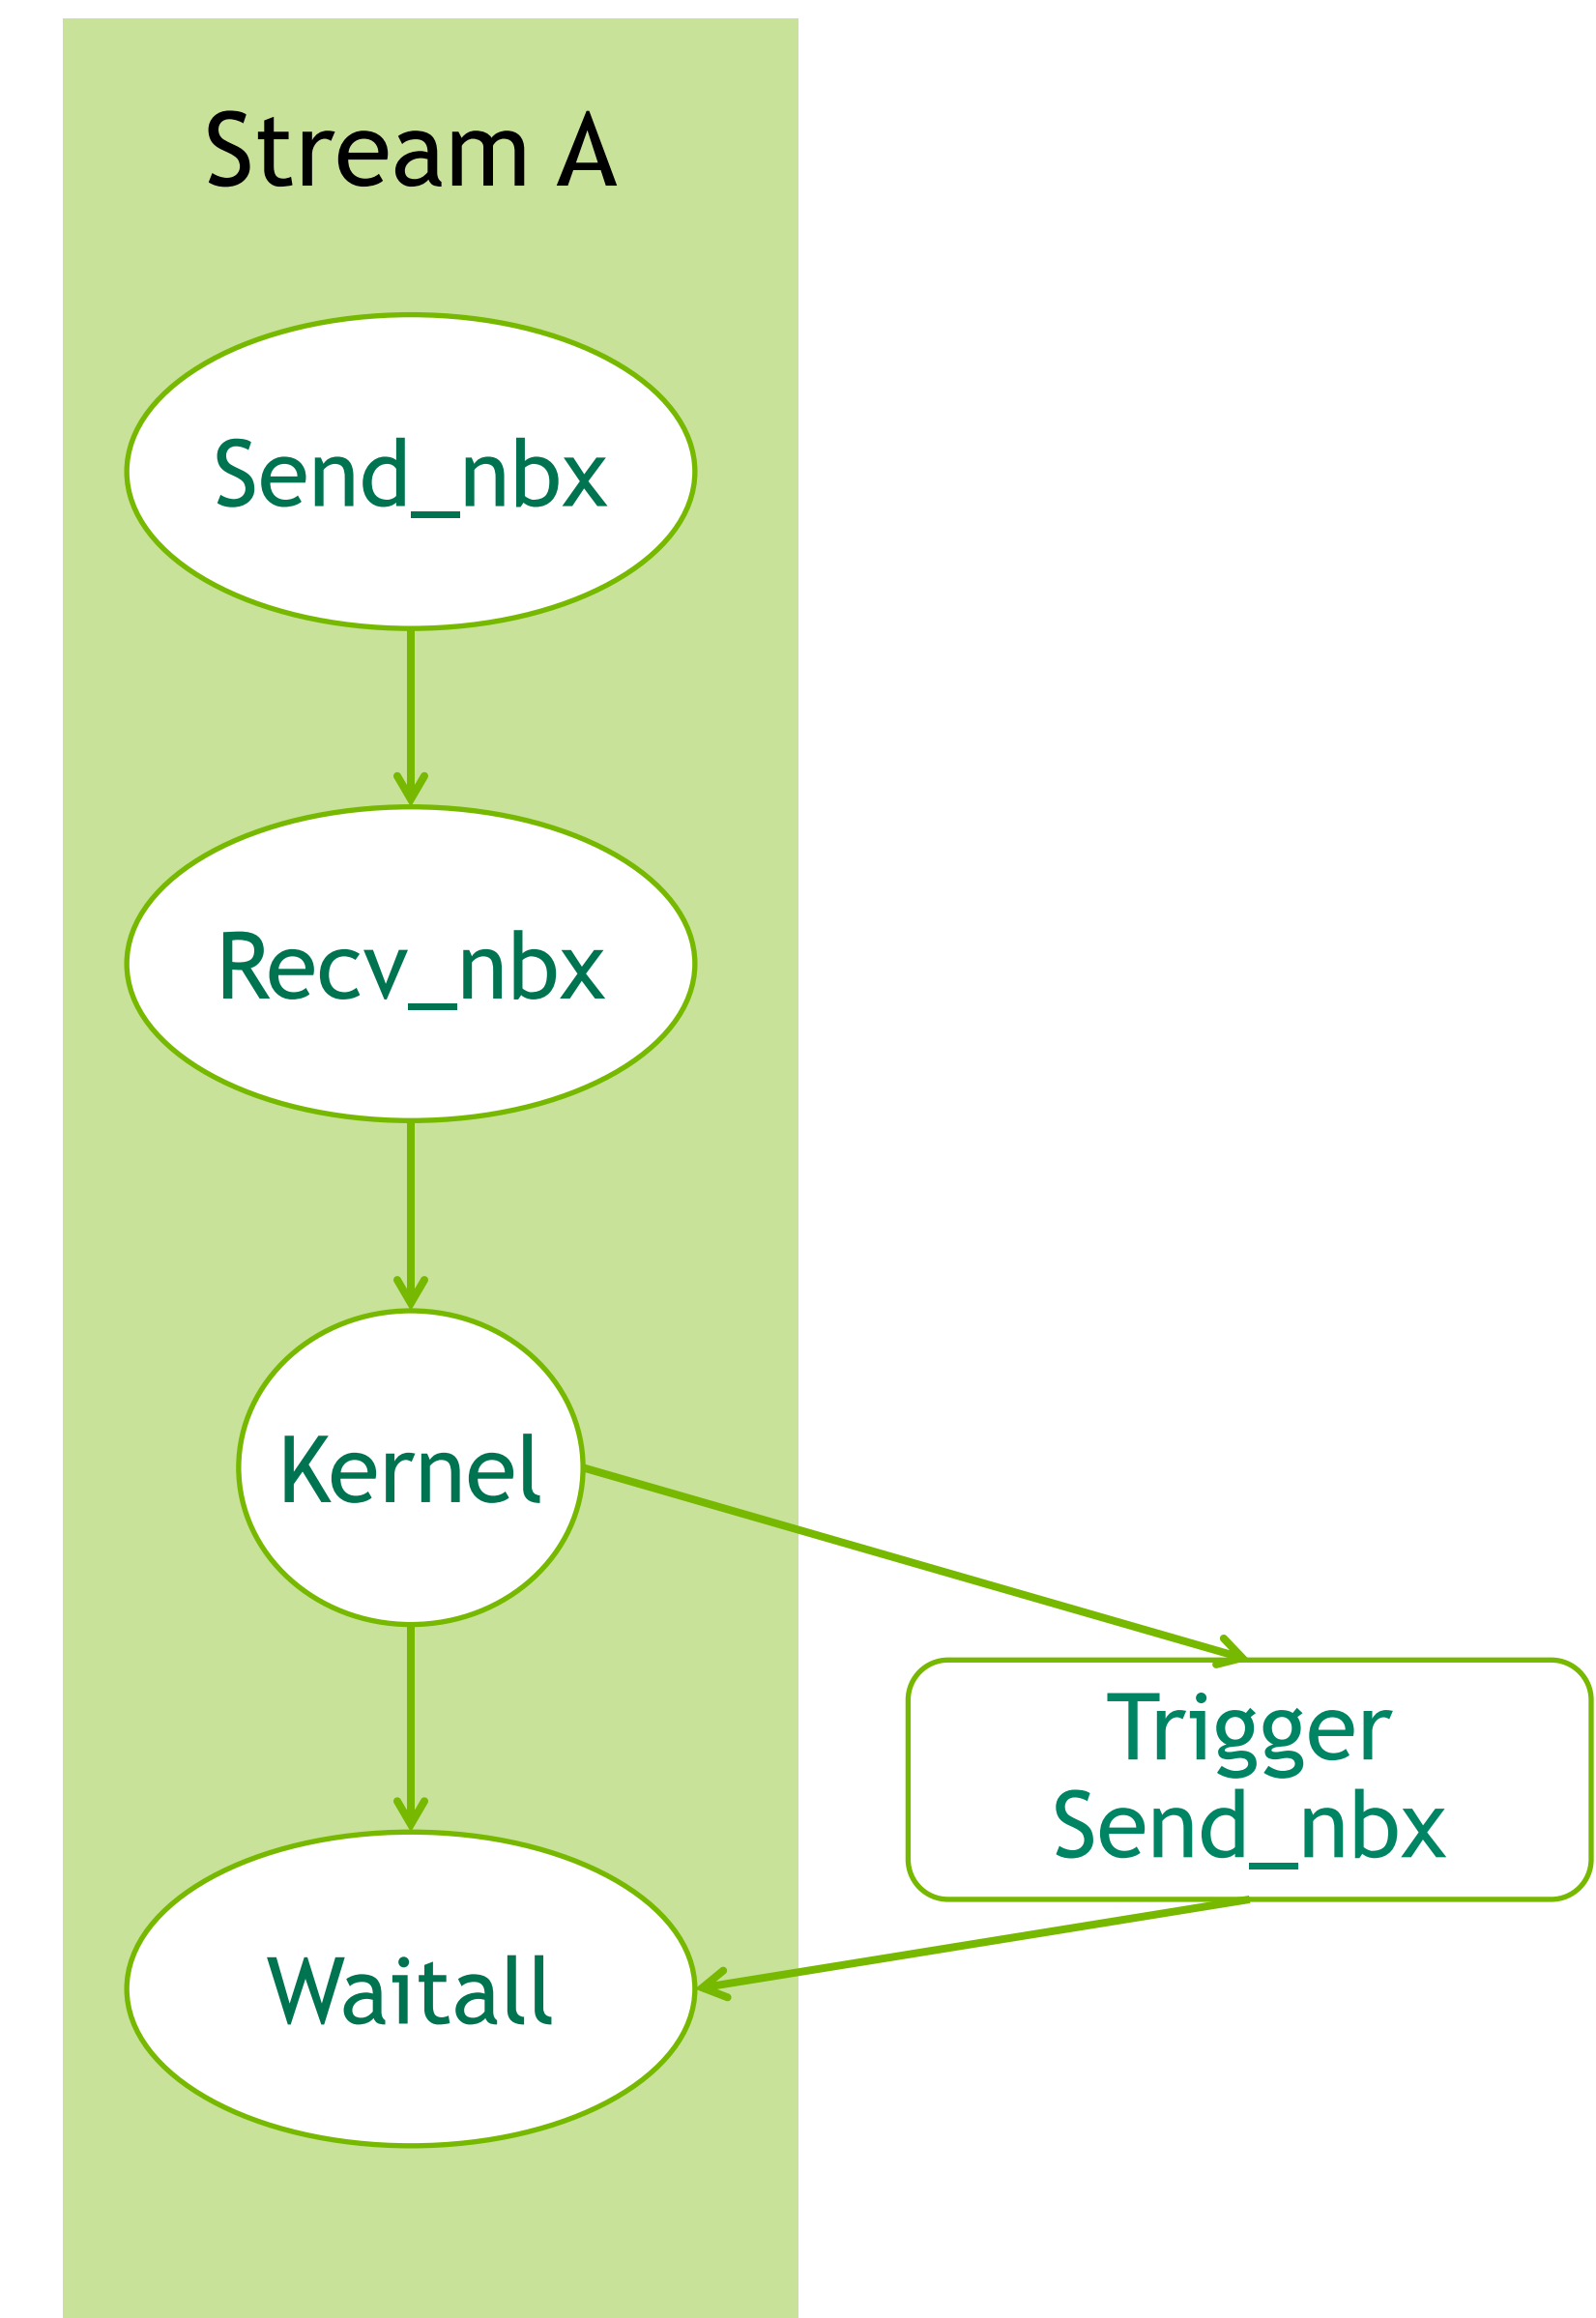 Stream A
Send_nbx
Recv_nbx
Kernel
Trigger
Send_nbx
Waitall